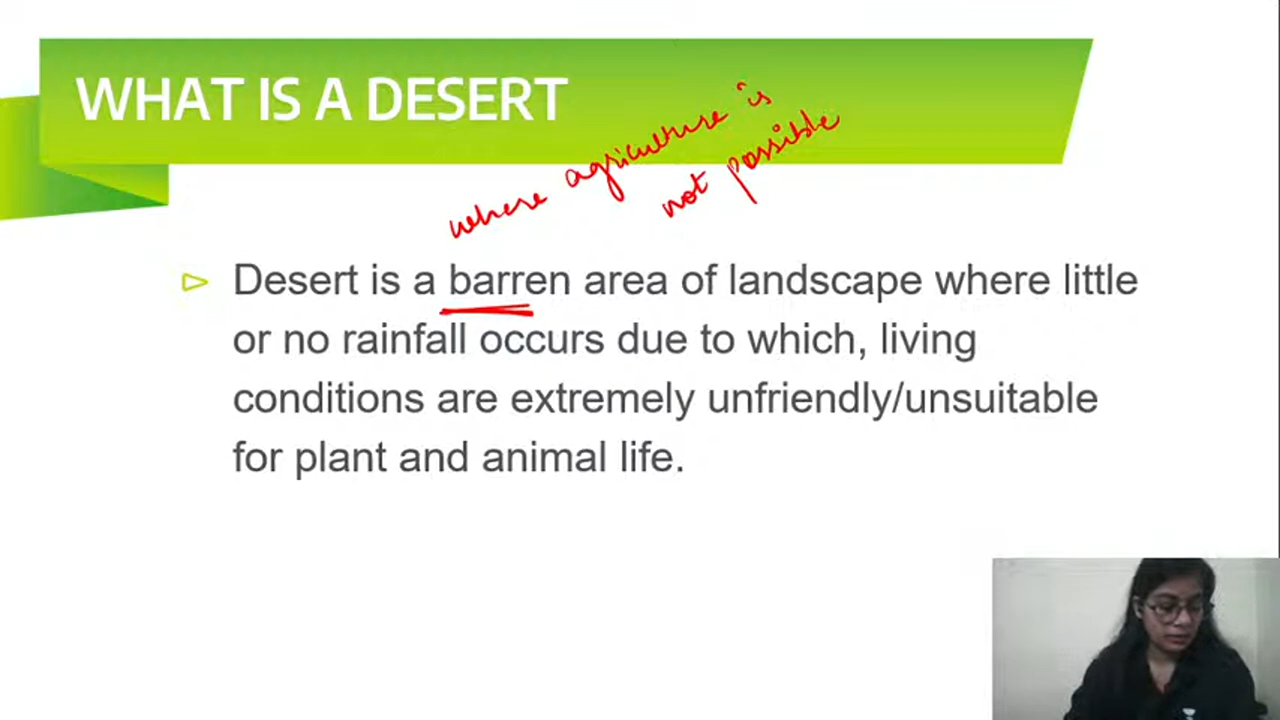 WHAT IS A DESERT
where agriculture is
not possible
Desert is a barren area of landscape where little
or no rainfall occurs due to which, living
conditions are extremely unfriendly/unsuitable
for plant and animal life.